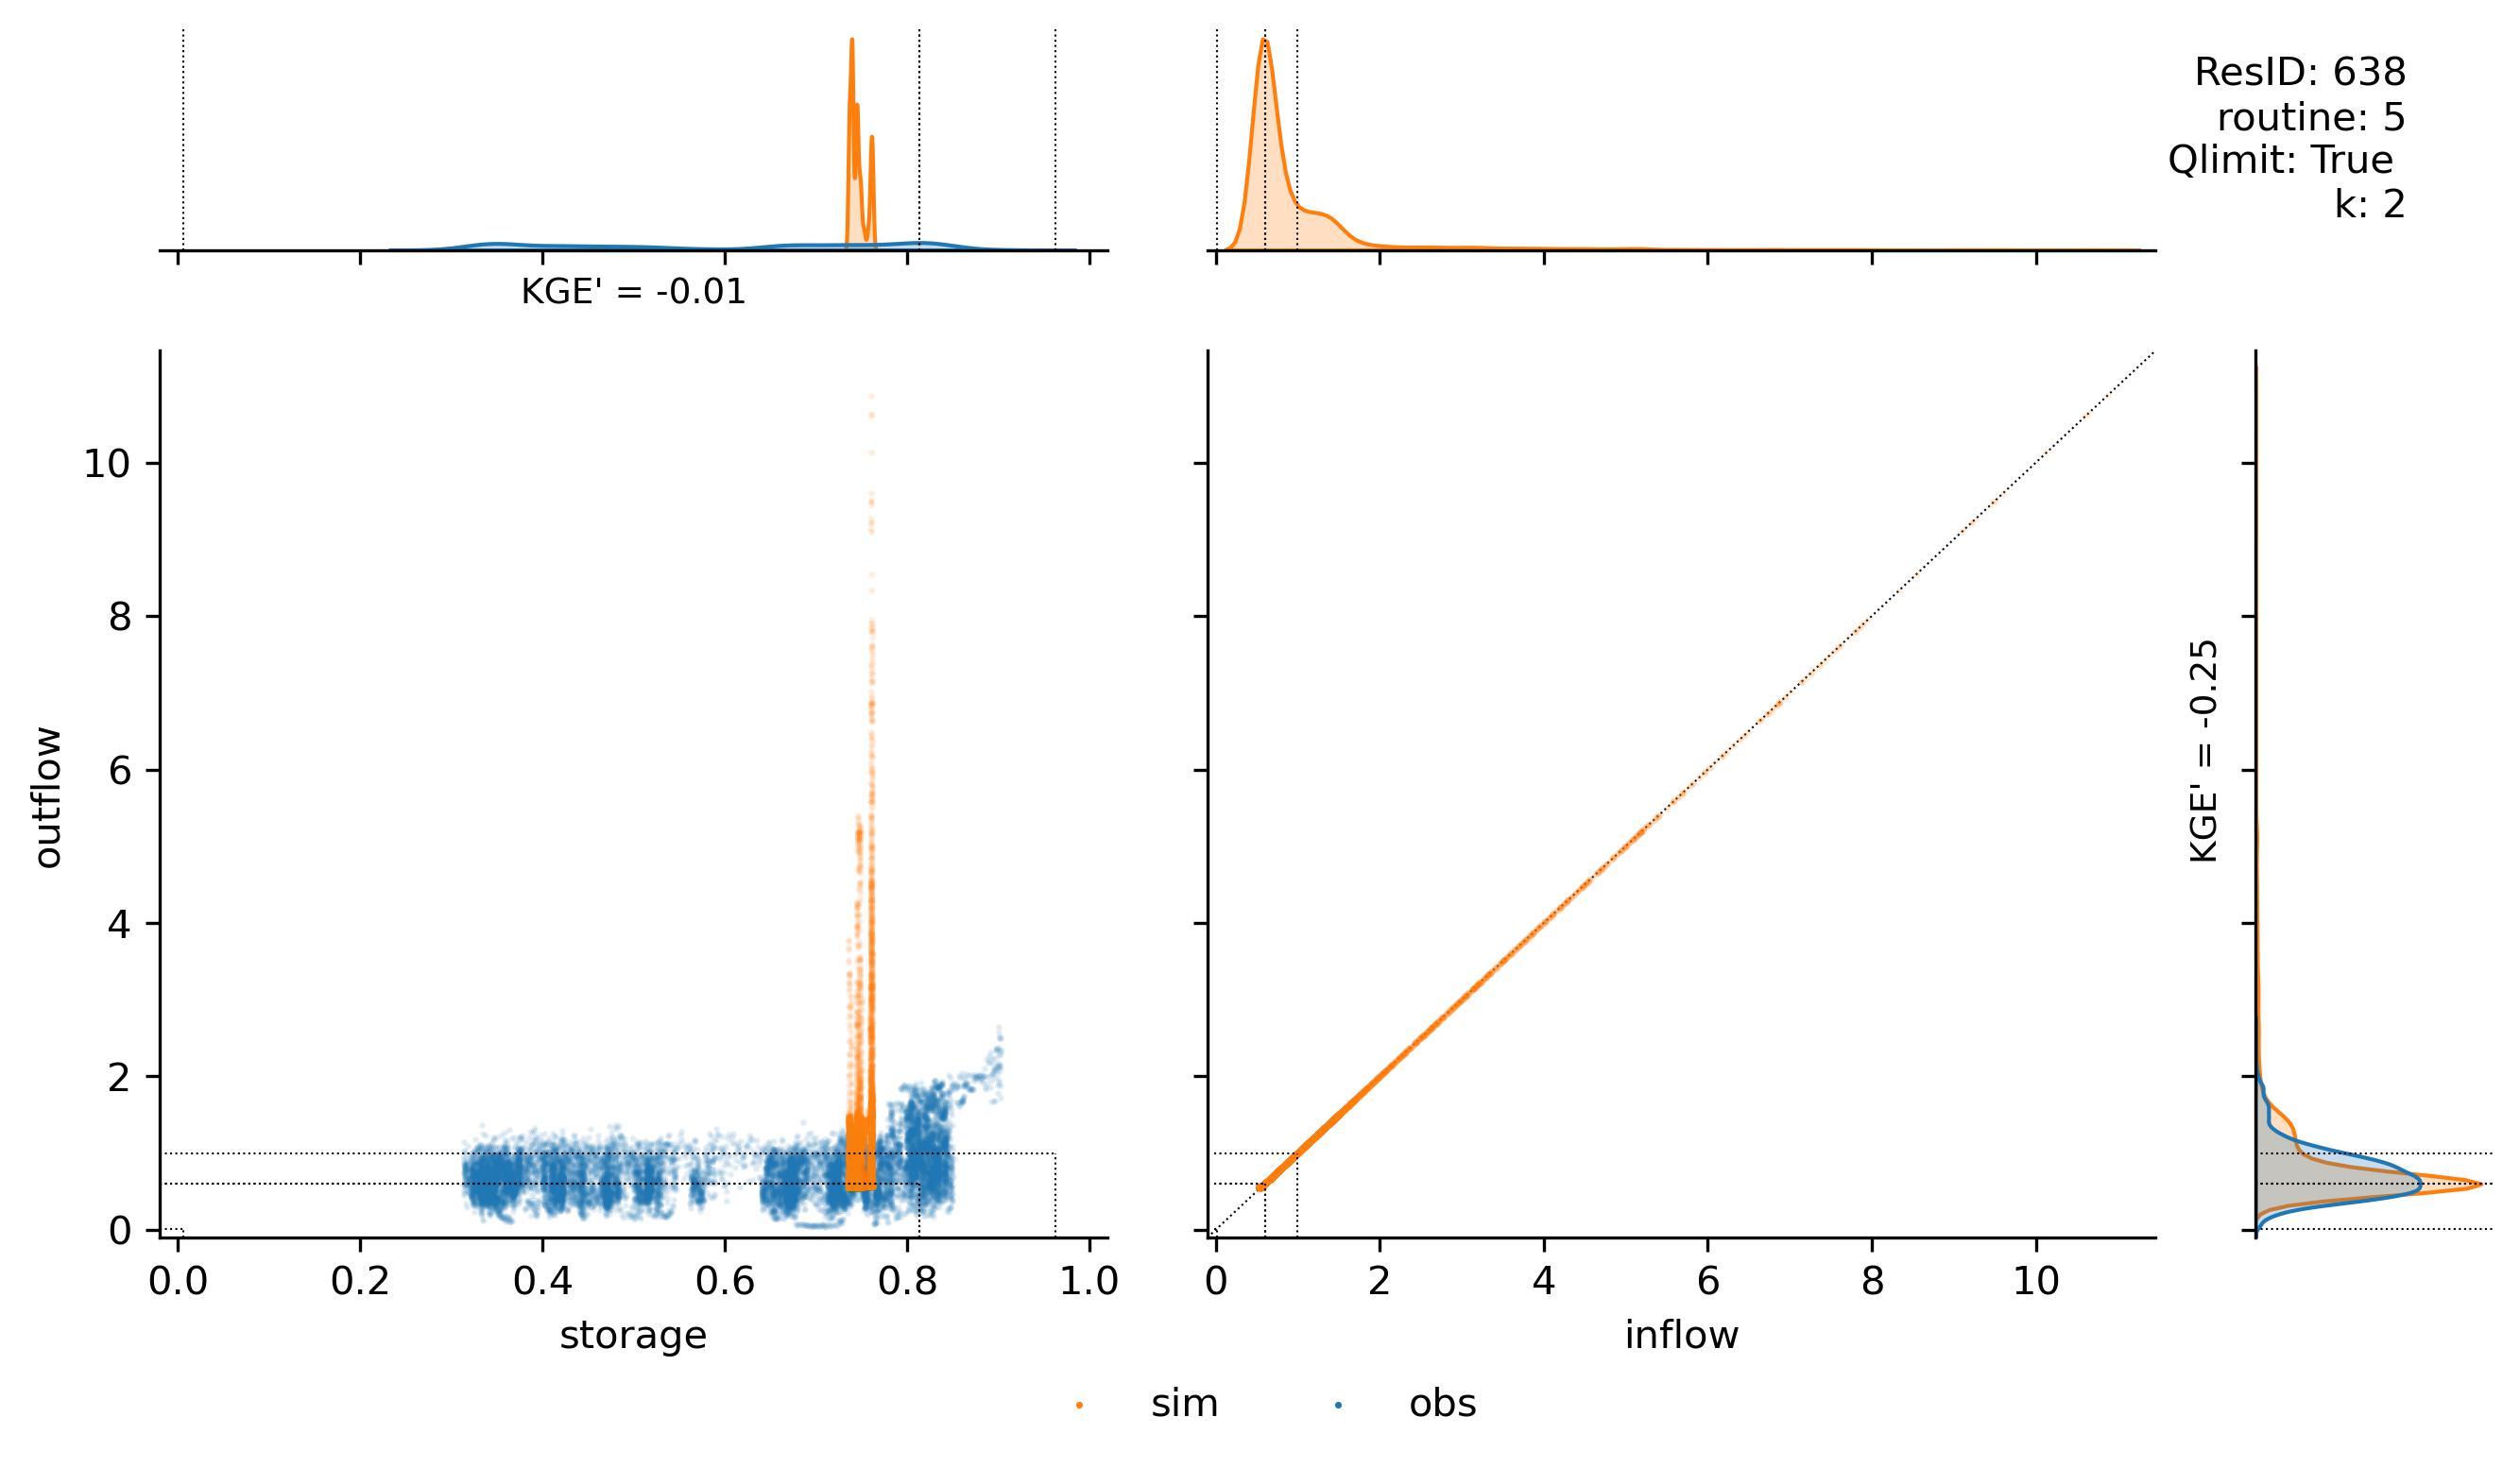 ResID: 638
routine: 5
Qlimit: True
k: 2
KGE' = -0.01
outflow
10
8
6
4
2
0
0.0 0.2 0.4 0.6 0.8 1.0
storage
0 2 4 6 8 10
inflow
KGE' = -0.25
sim obs